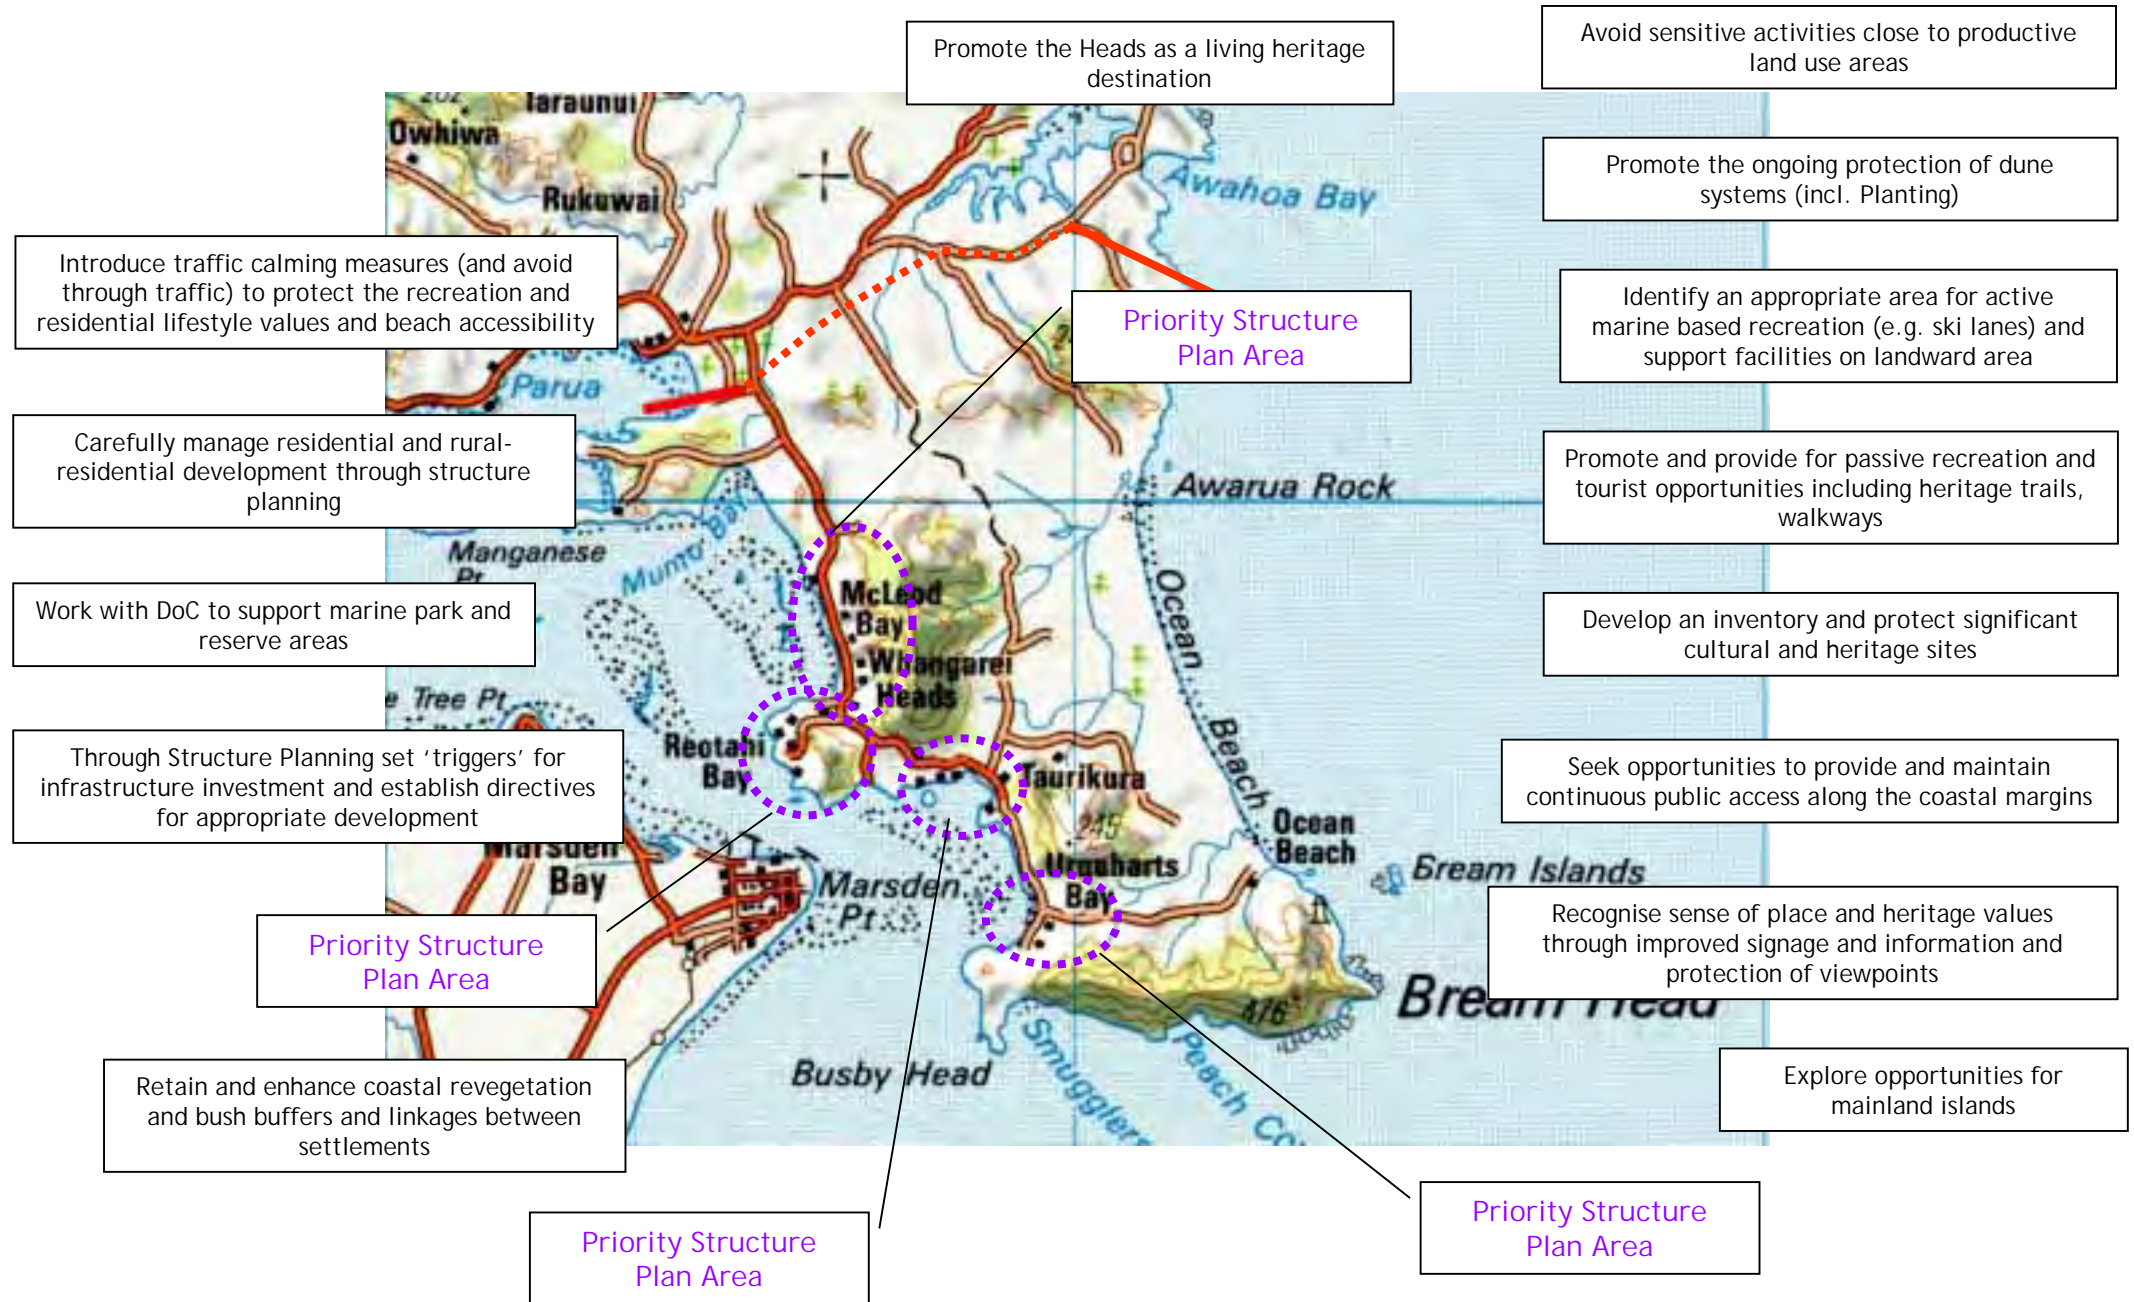 Promote the Heads as a living heritage
destination
Avoid sensitive activities close to productive
land use areas
Taraunui
Owhiwa
Rukuwai
Awahoa Bay
Promote the ongoing protection of dune
systems (incl. Planting)
Introduce traffic calming measures (and avoid
through traffic) to protect the recreation and
residential lifestyle values and beach accessibility
Priority Structure
Plan Area
Identify an appropriate area for active
marine based recreation (e.g. ski lanes) and
support facilities on landward area
Parua
Carefully manage residential and rural-
residential development through structure
planning
Awarua Rock
Promote and provide for passive recreation and
tourist opportunities including heritage trails,
walkways
Manganese
Pt
Munro Bay
McLeod
Bay
Whangarei
Heads
Ocean
Beach
Work with DoC to support marine park and
reserve areas
Develop an inventory and protect significant
cultural and heritage sites
e Tree Pt
Reotahi
Bay
Taurikura
Through Structure Planning set ‘triggers’ for
infrastructure investment and establish directives
for appropriate development
Seek opportunities to provide and maintain
continuous public access along the coastal margins
245
Ocean
Beach
Urquharts
Bay
Marsden
Bay
Marsden
Pt
Bream Islands
Recognise sense of place and heritage values
through improved signage and information and
protection of viewpoints
Priority Structure
Plan Area
Bream Head
476
Busby Head
Smugglers
Peach Co
Retain and enhance coastal revegetation
and bush buffers and linkages between
settlements
Explore opportunities for
mainland islands
Priority Structure
Plan Area
Priority Structure
Plan Area